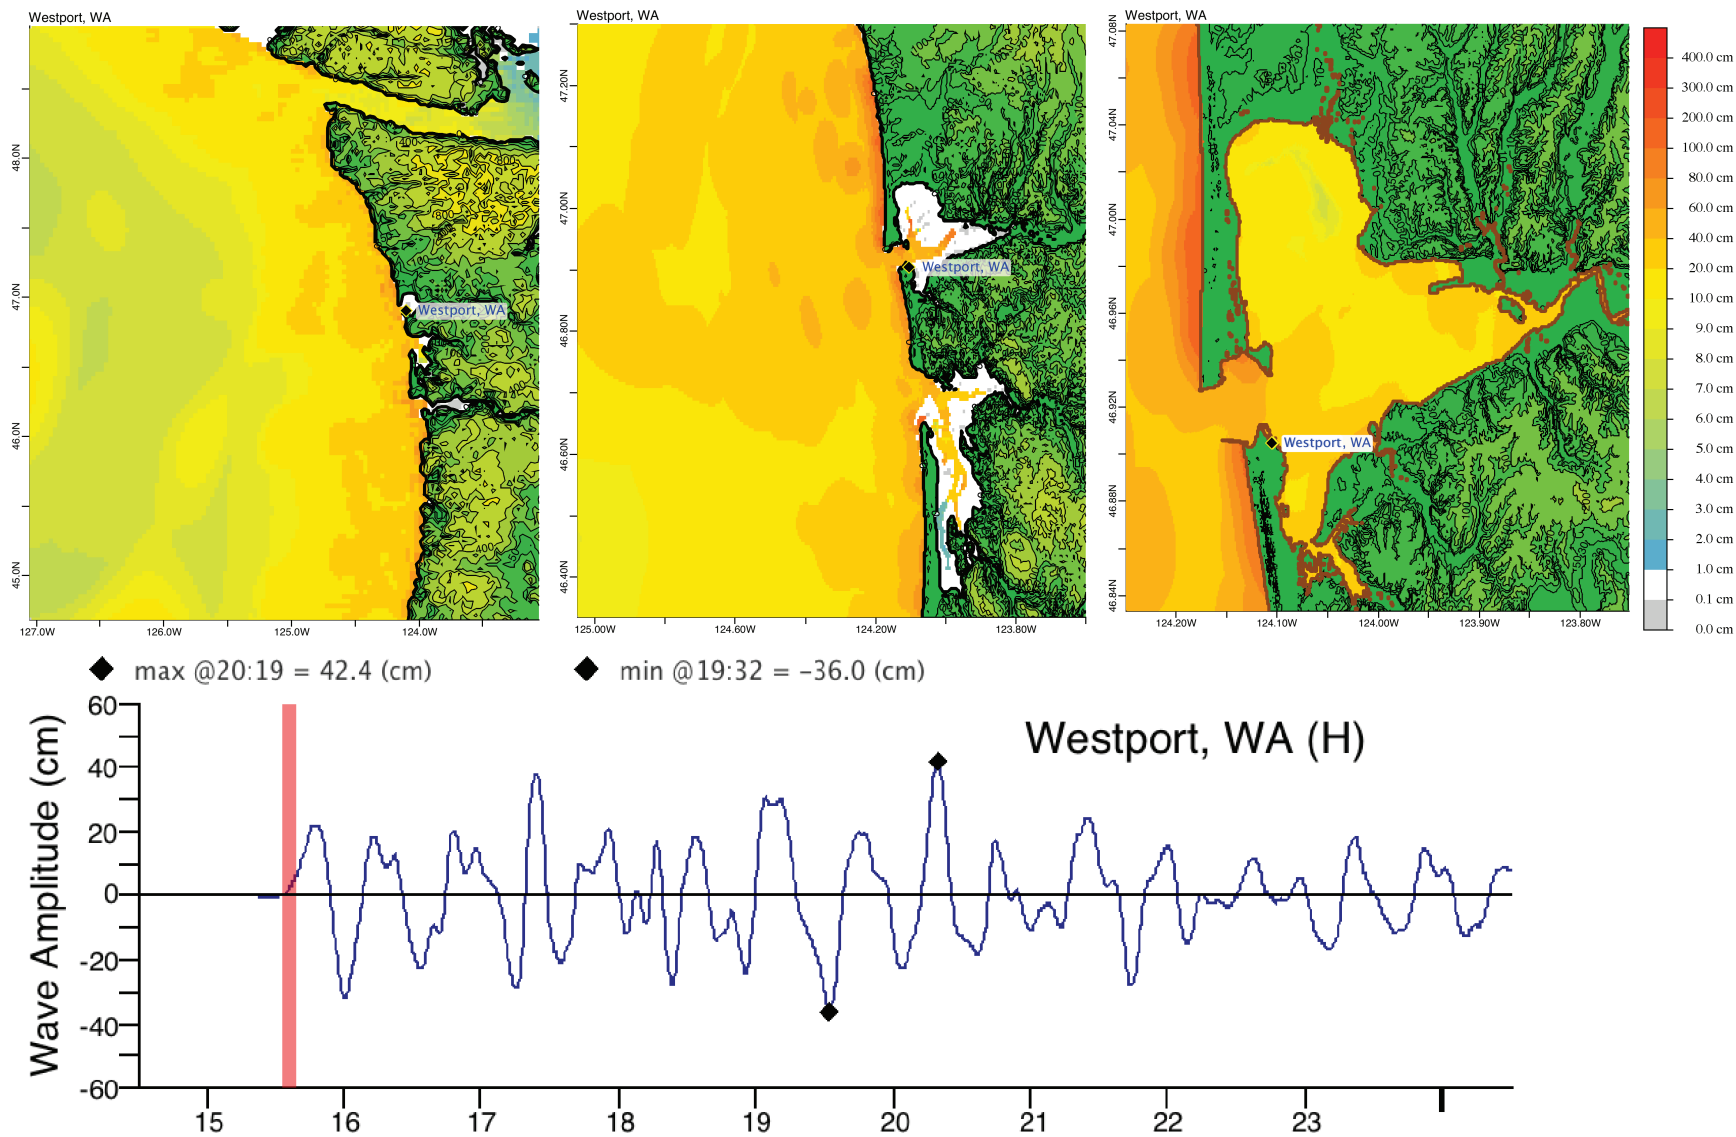 Westport, WA
Westport, WA
Westport, WA
48.0N
47.0N
46.0N
45.0N
127.0W 126.0W 125.0W 124.0W
Westport, WA
47.20N
47.00N
46.80N
46.60N
46.40N
125.00W 124.60W 124.20W 123.80W
Westport, WA
47.08N
47.04N
47.00N
46.96N
46.92N
46.88N
46.84N
124.20W 124.10W 124.00W 123.90W 123.80W
Westport, WA
400.0 cm
300.0 cm
200.0 cm
100.0 cm
80.0 cm
60.0 cm
40.0 cm
20.0 cm
10.0 cm
9.0 cm
8.0 cm
7.0 cm
6.0 cm
5.0 cm
4.0 cm
3.0 cm
2.0 cm
1.0 cm
0.1 cm
0.0 cm
max @20:19 = 42.4 (cm)
min @19:32 = −36.0 (cm)
Westport, WA (H)
Wave Amplitude (cm)
60
40
20
0
-20
-40
-60
15 16 17 18 19 20 21 22 23